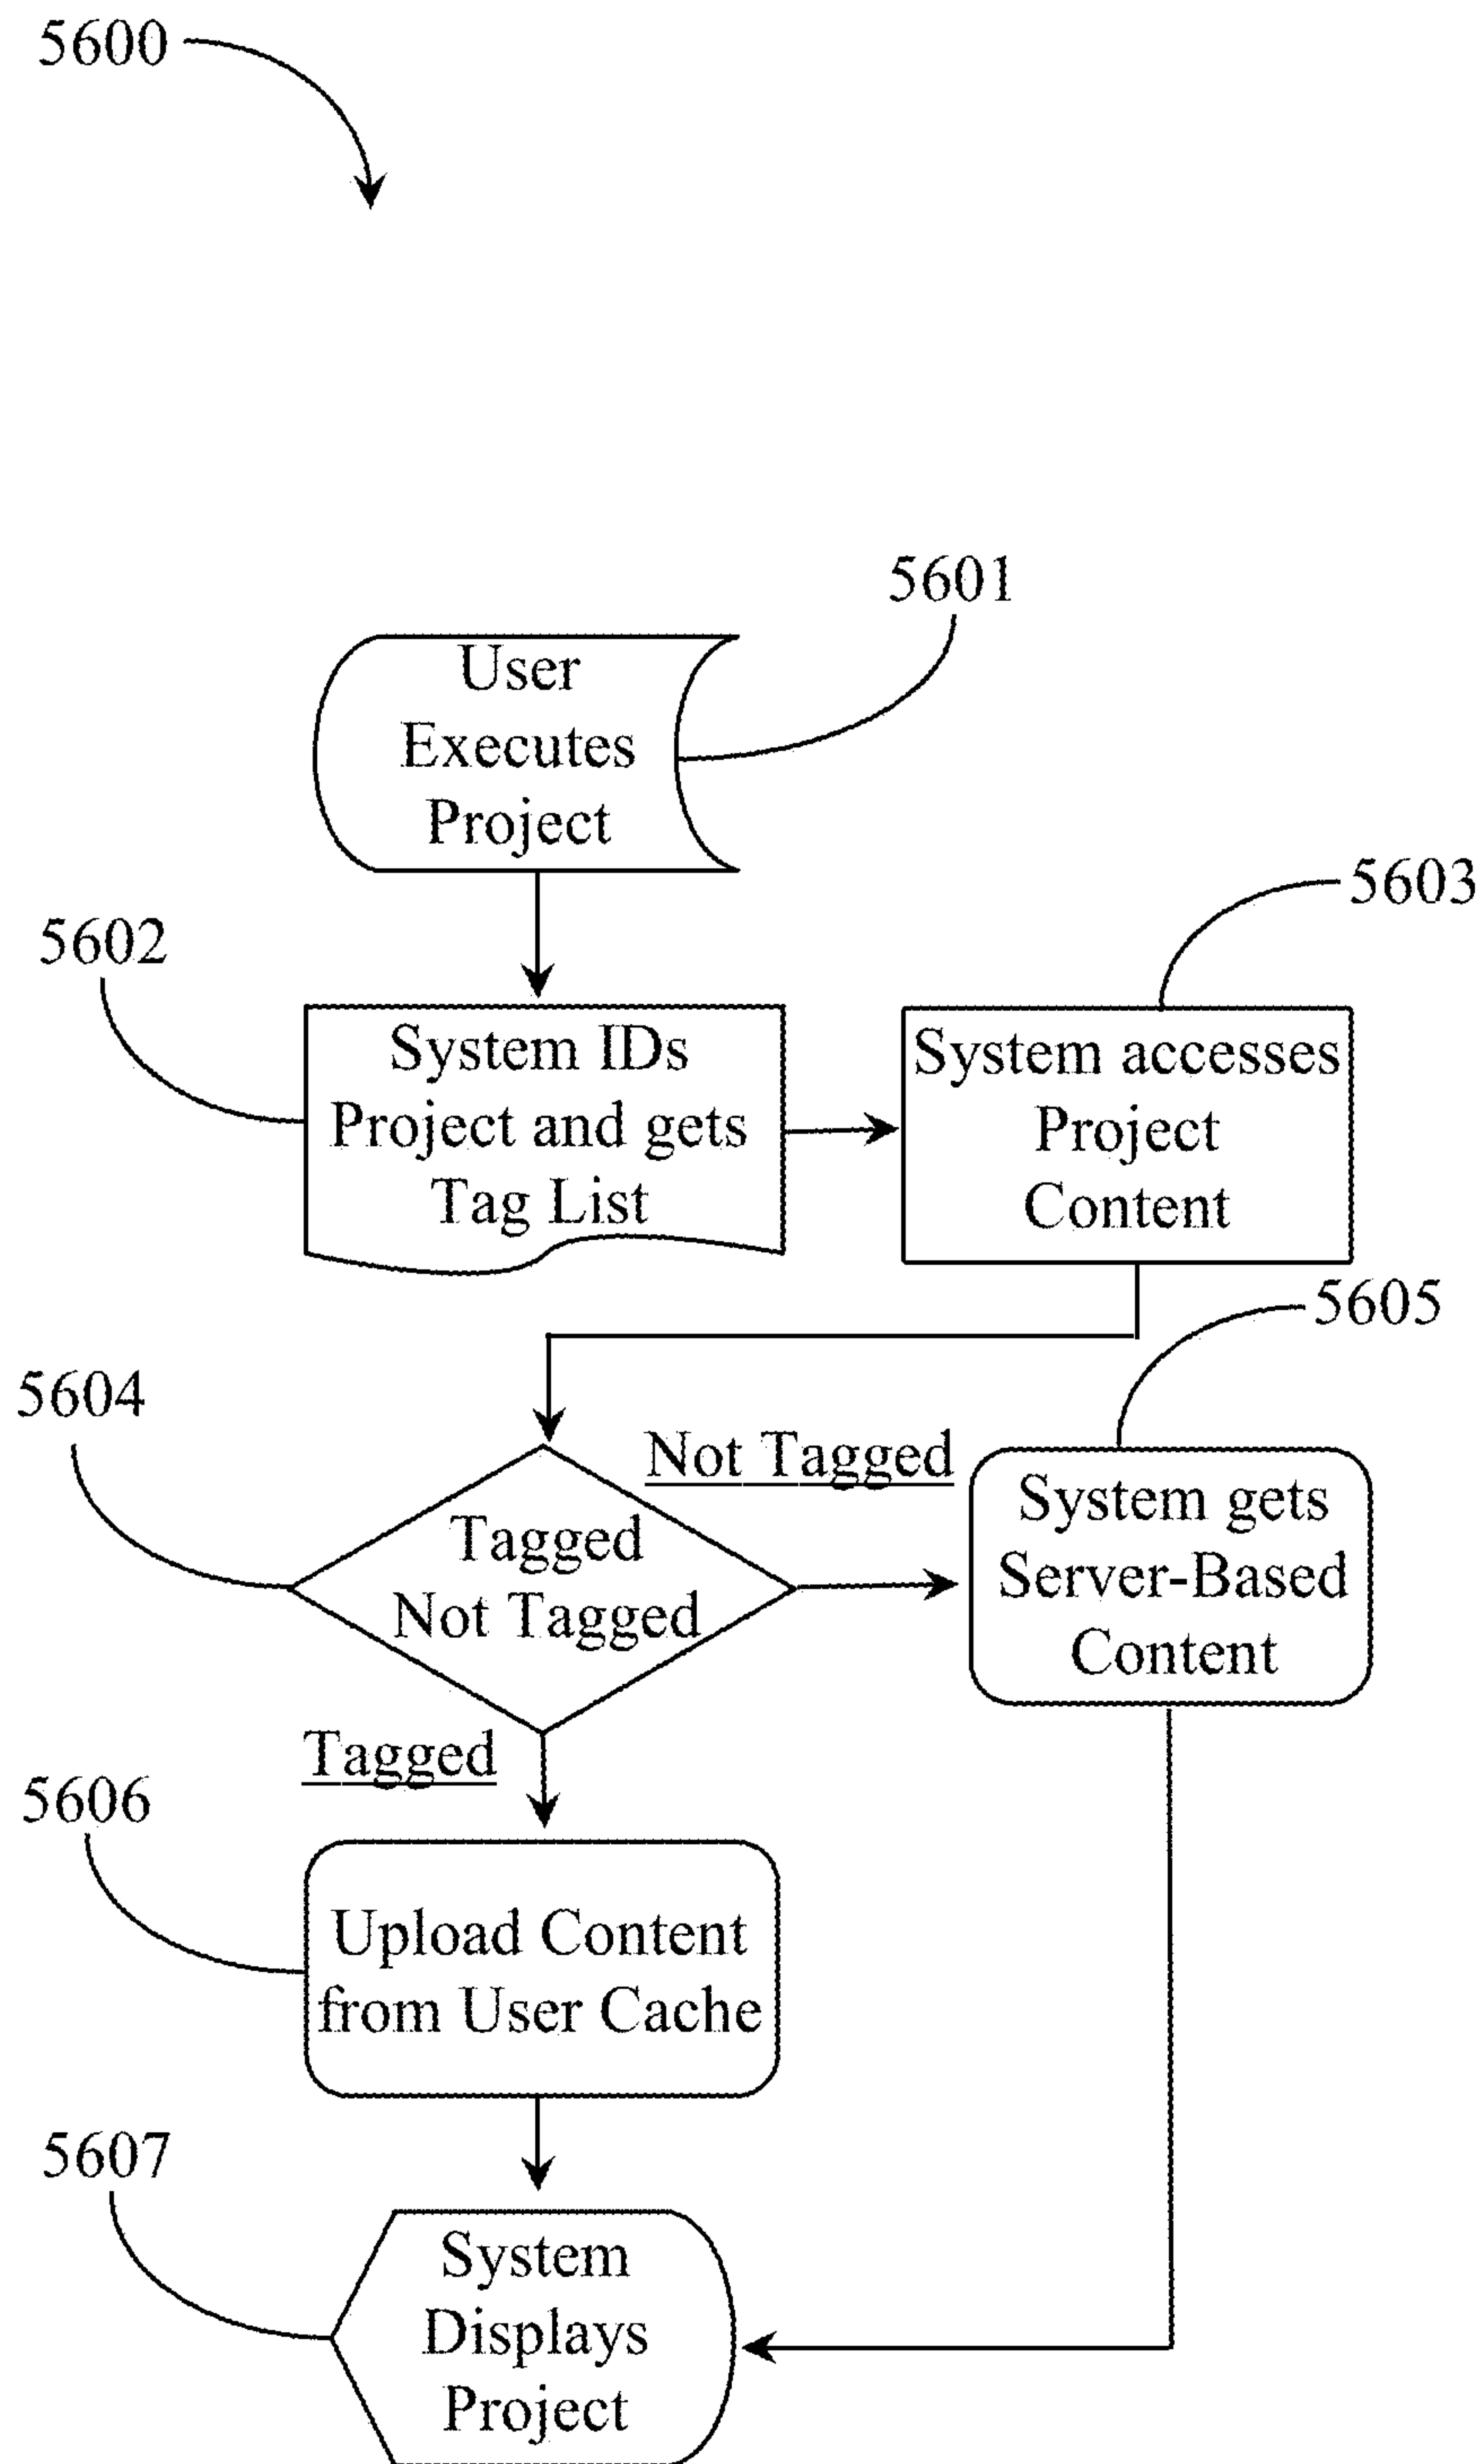 5600
5601
User
Executes
Project
5603
5602
System IDs
Project and gets
Tag List
System accesses
Project
Content
5605
5604
Not Tagged
Tagged
Not Tagged
System gets
Server-Based
Content
Tagged
5606
Upload Content
from User Cache
5607
System
Displays
Project